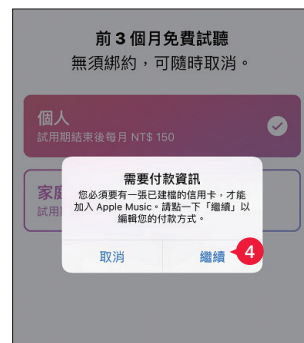 前 3 個月免費試聽
無須綁約，可隨時取消。
個人
試用期結束後每月 NT$ 150
需要付款資訊
家庭
您必須要有一張已建檔的信用卡，才能
試用
加入 Apple Music。請點一下「繼續」以
編輯您的付款方式。
取消
繼續
4